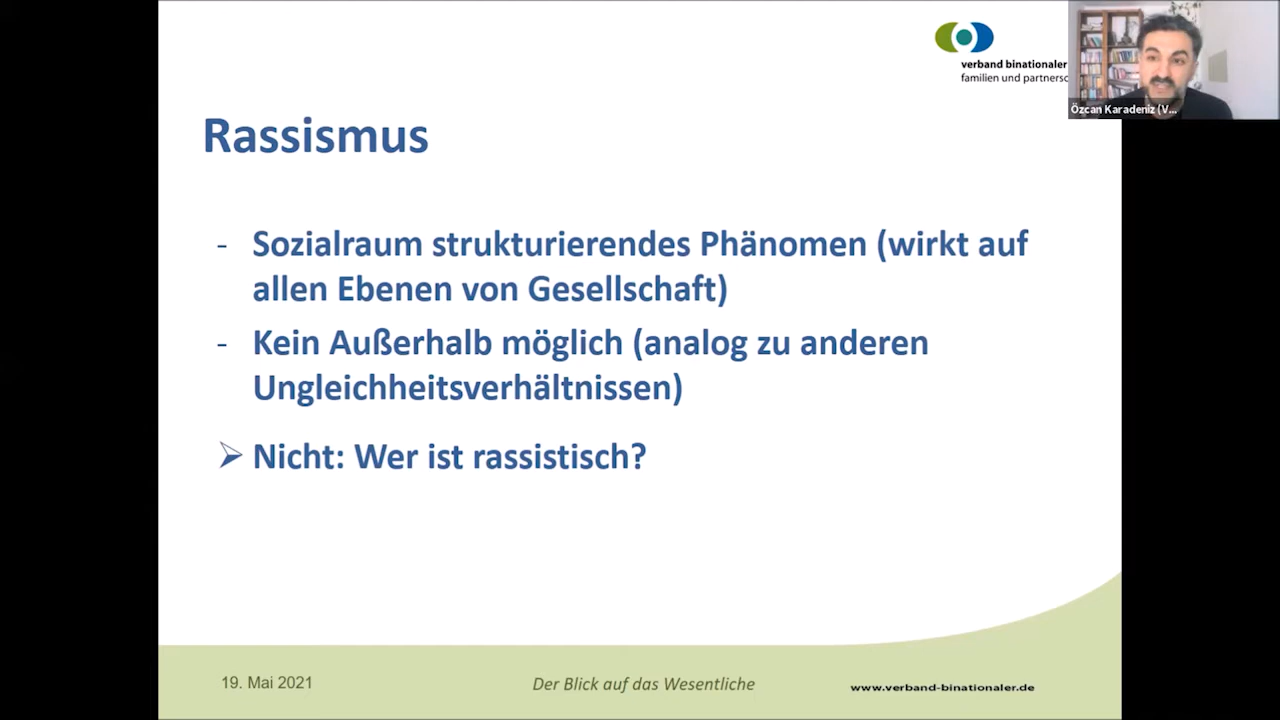 verband binationaler
familien und partnersc
Özcan Karadeniz (V...
Rassismus
- Sozialraum strukturierendes Phänomen (wirkt auf
allen Ebenen von Gesellschaft)
- Kein Außerhalb möglich (analog zu anderen
Ungleichheitsverhältnissen)
➢ Nicht: Wer ist rassistisch?
19. Mai 2021
Der Blick auf das Wesentliche
www.verband-binationaler.de